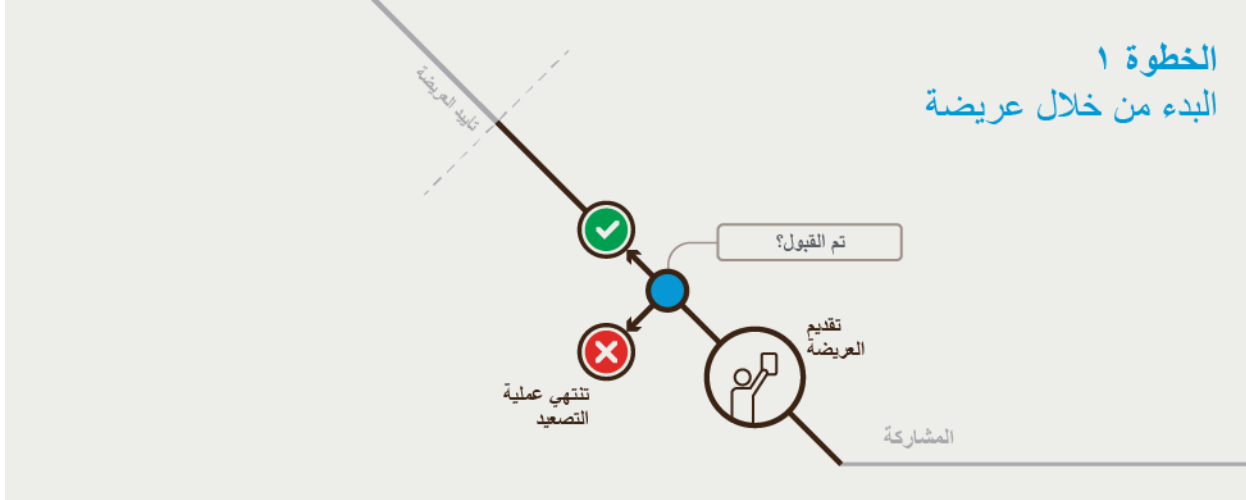 الخطوة ١
البدء من خلال عريضة
تأييد العريضة
تم القبول؟
تقديم
العريضة
تنتهي عملية
التصعيد
المشاركة